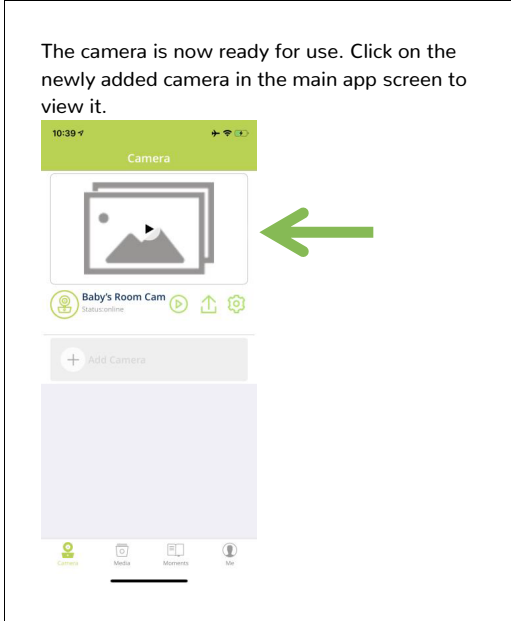 The camera is now ready for use. Click on the
newly added camera in the main app screen to
view it.
10:39
Camera
Baby's Room Cam
Status:online
Add Camera
Camera
Media
Moments
Me